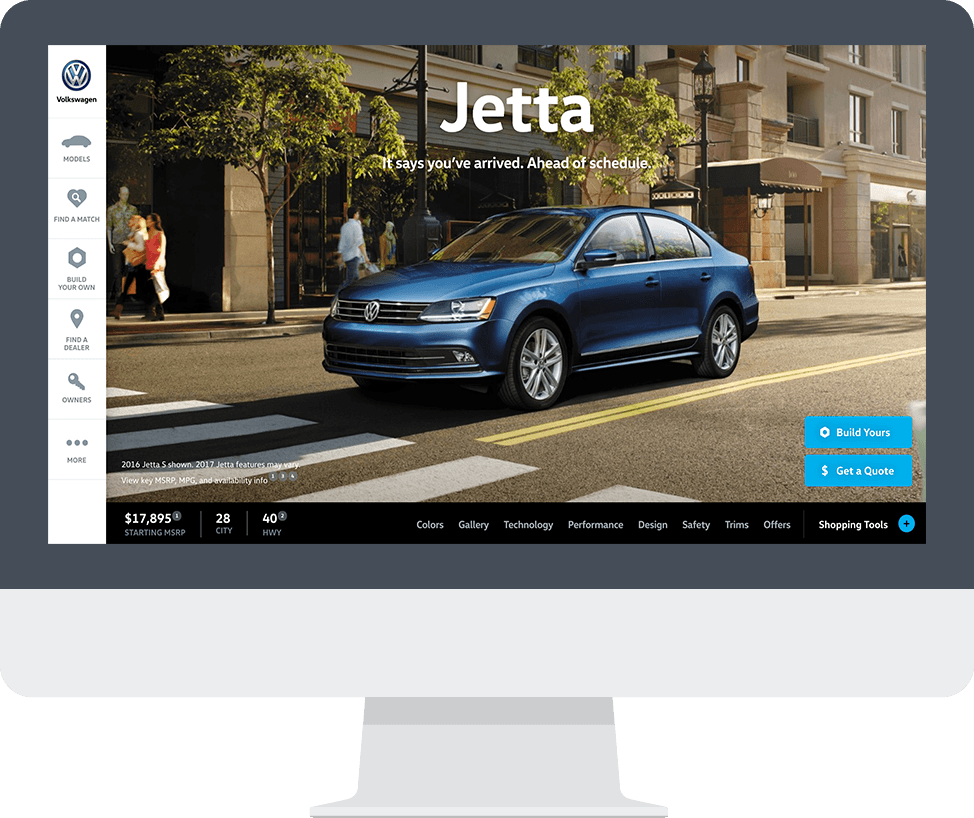 Volkswagen
MODELS
FIND A MATCH
BUILD
YOUR OWN
FIND A
DEALER
OWNERS
MORE
Jetta
It says you've arrived. Ahead of schedule.
Build Yours
$ Get a Quote
2016 Jetta S shown. 2017 Jetta features may vary.
View key MSRP, MPG, and availability info 1 3 4
$17,895 1
STARTING MSRP
28
CITY
40 2
HWY
Colors Gallery Technology Performance Design Safety Trims Offers Shopping Tools +